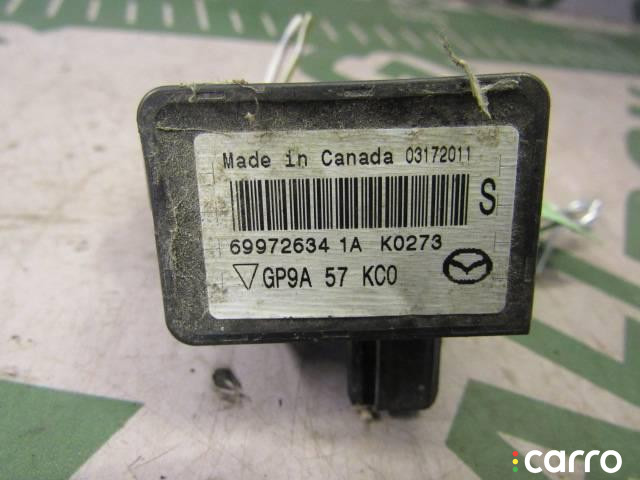 Made in Canada 03172011
S
69972634 1A K0273
GP9A 57 KC0
carro